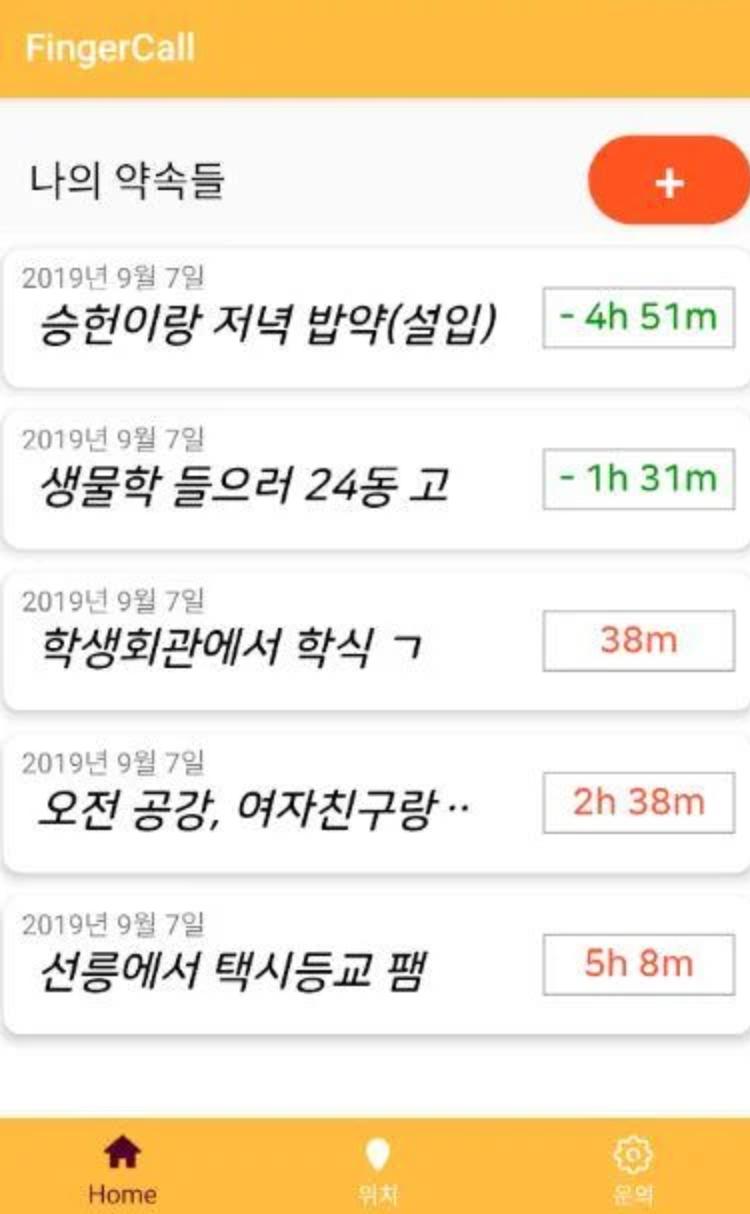 FingerCall
나의 약속들
+
2019년 9월 7일
승헌이랑 저녁 밥약(설입)
- 4h 51m
2019년 9월 7일
생물학 들으러 24동 고
- 1h 31m
2019년 9월 7일
학생회관에서 학식 ㄱ
38m
2019년 9월 7일
오전 공강, 여자친구랑··
2h 38m
2019년 9월 7일
선릉에서 택시등교 팸
5h 8m
Home
위치
문의